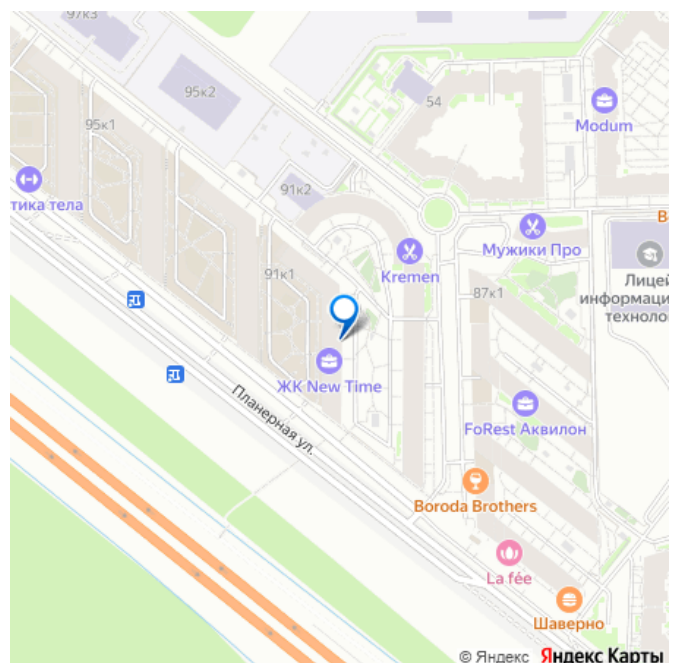 97к3
95к2
54
Modum
95к1
тика тела
91к2
В
Мужики Про
Kremen
91к1
87к1
Лицей
информаци
техноло
ЖК New Time
Планерная ул.
FoRest Аквилон
Boroda Brothers
La fée
Шаверно
© Яндекс Яндекс Карты